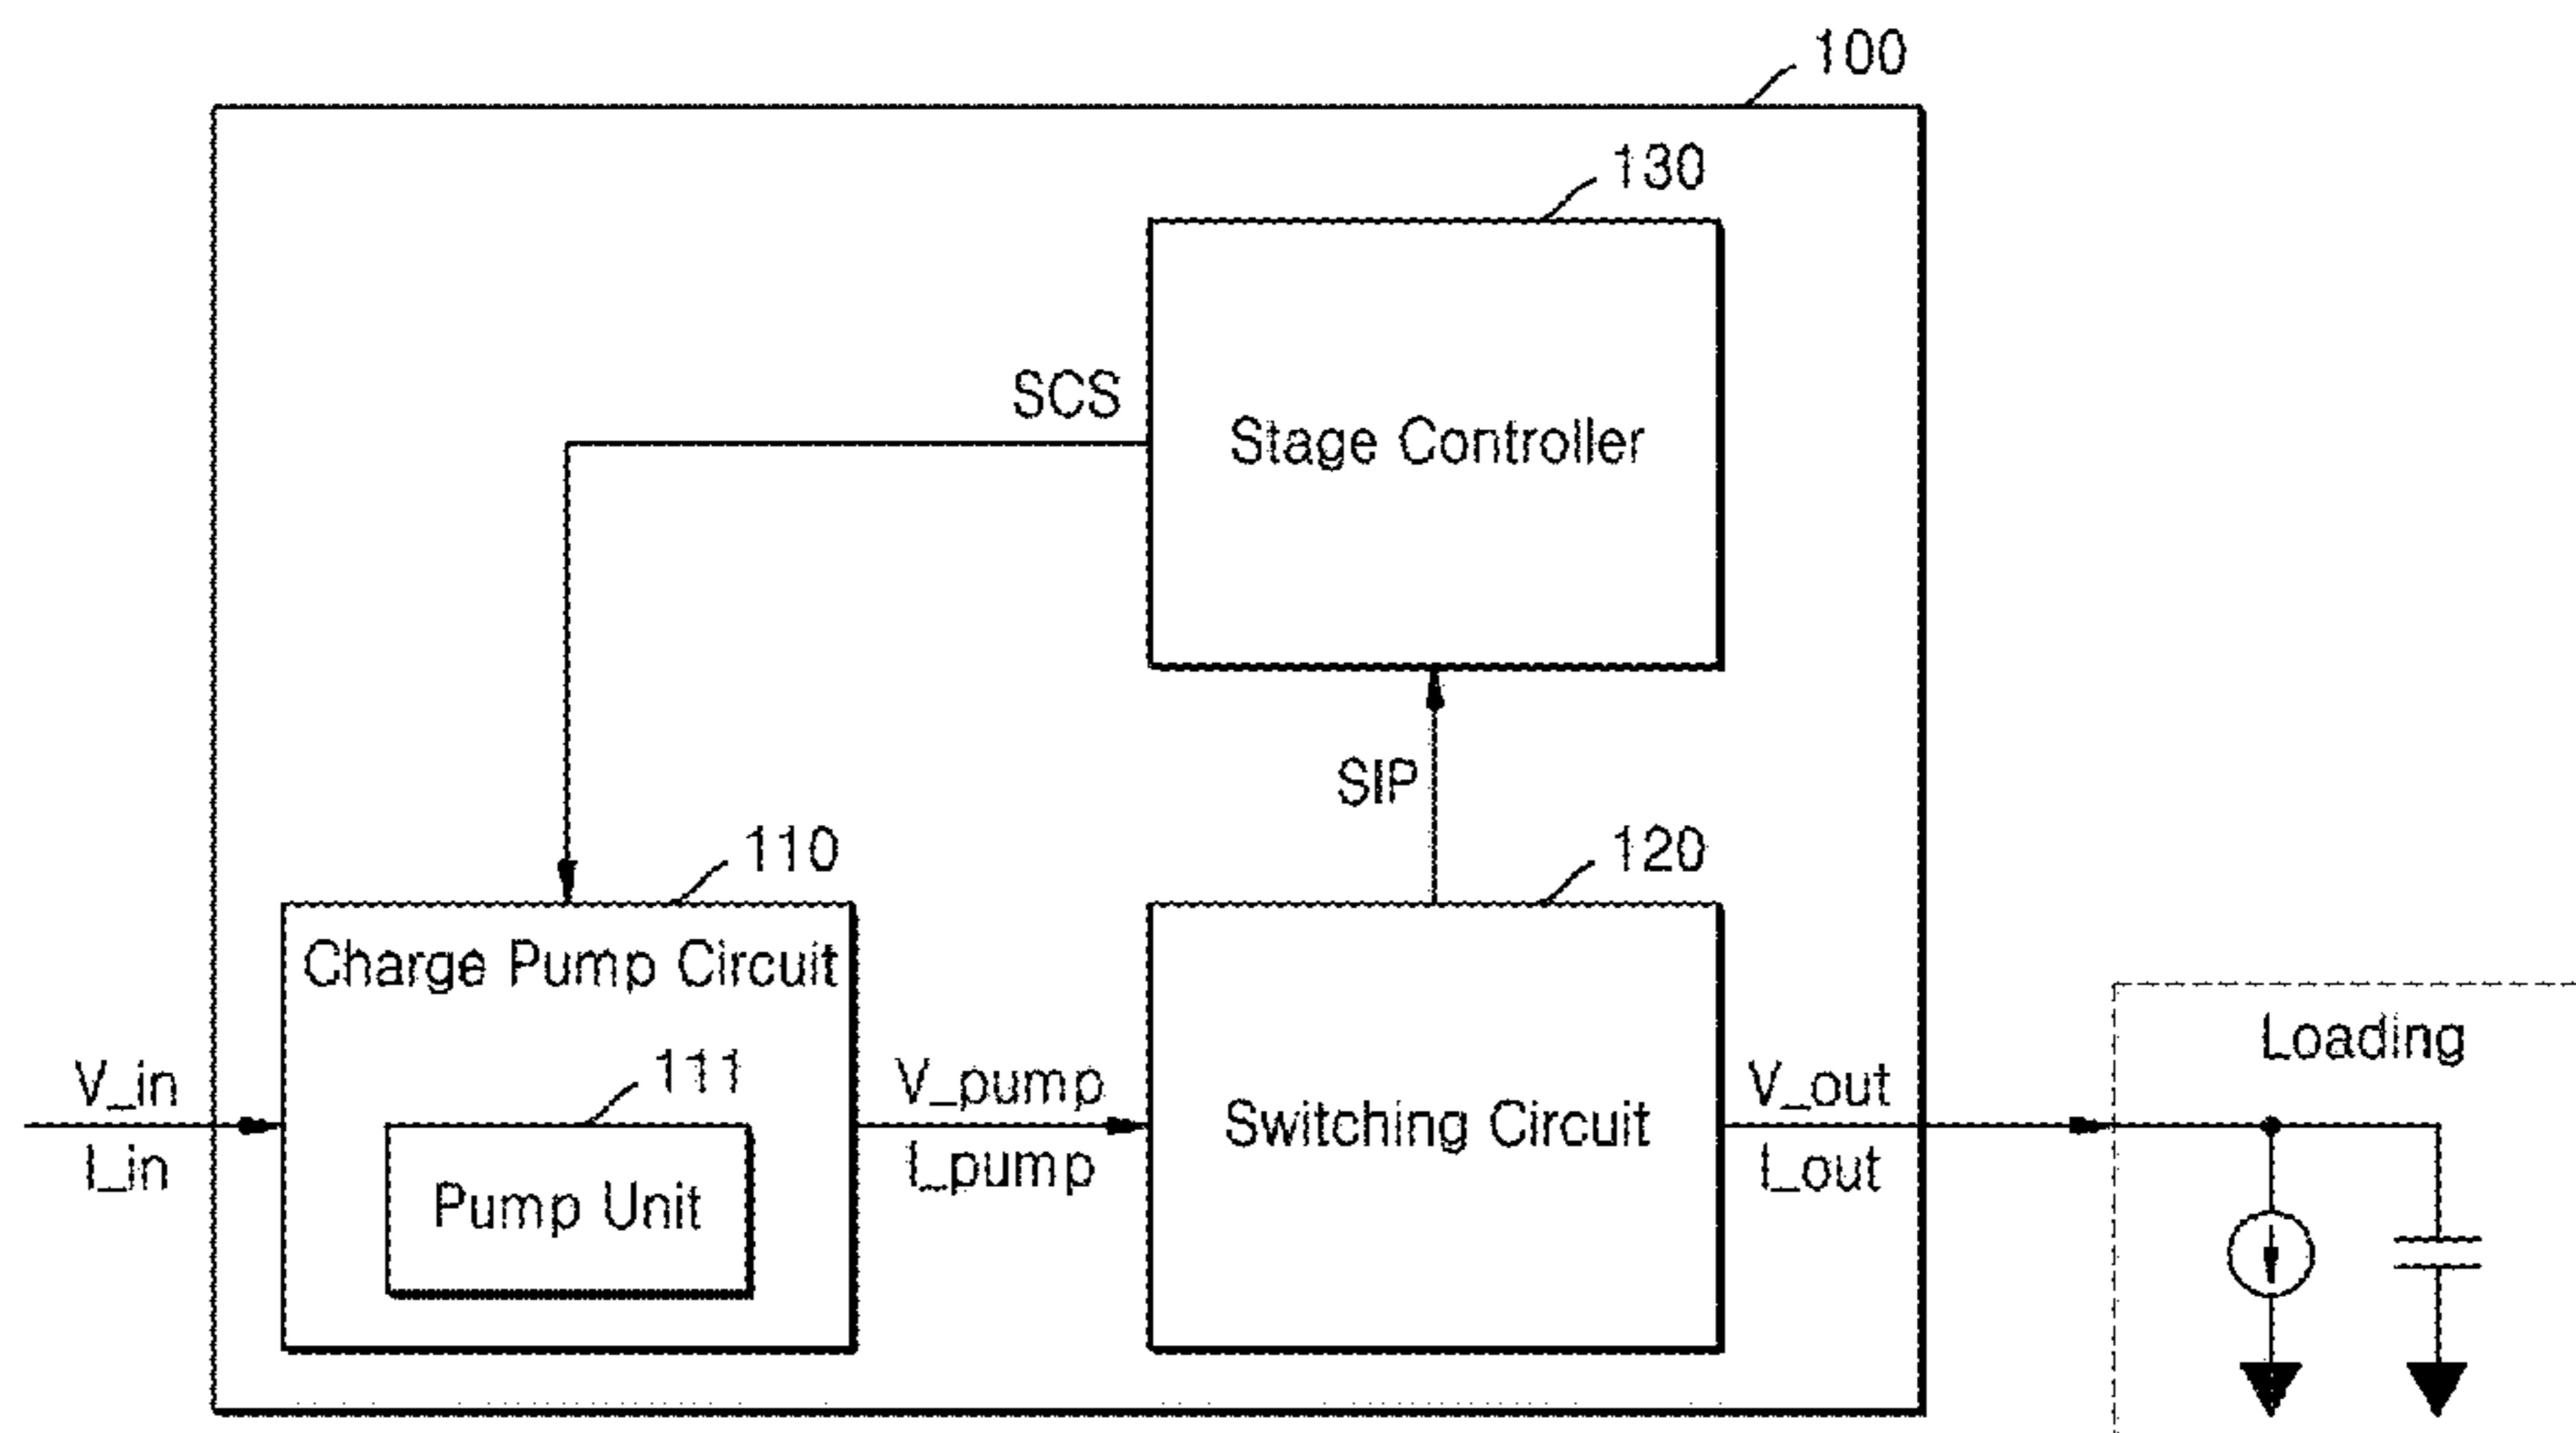 100
130
SCS
Stage Controller
SIP
110
120
Charge Pump Circuit
Loading
V_in
111
V_pump
V_out
Switching Circuit
I_in
I_pump
I_out
Pump Unit